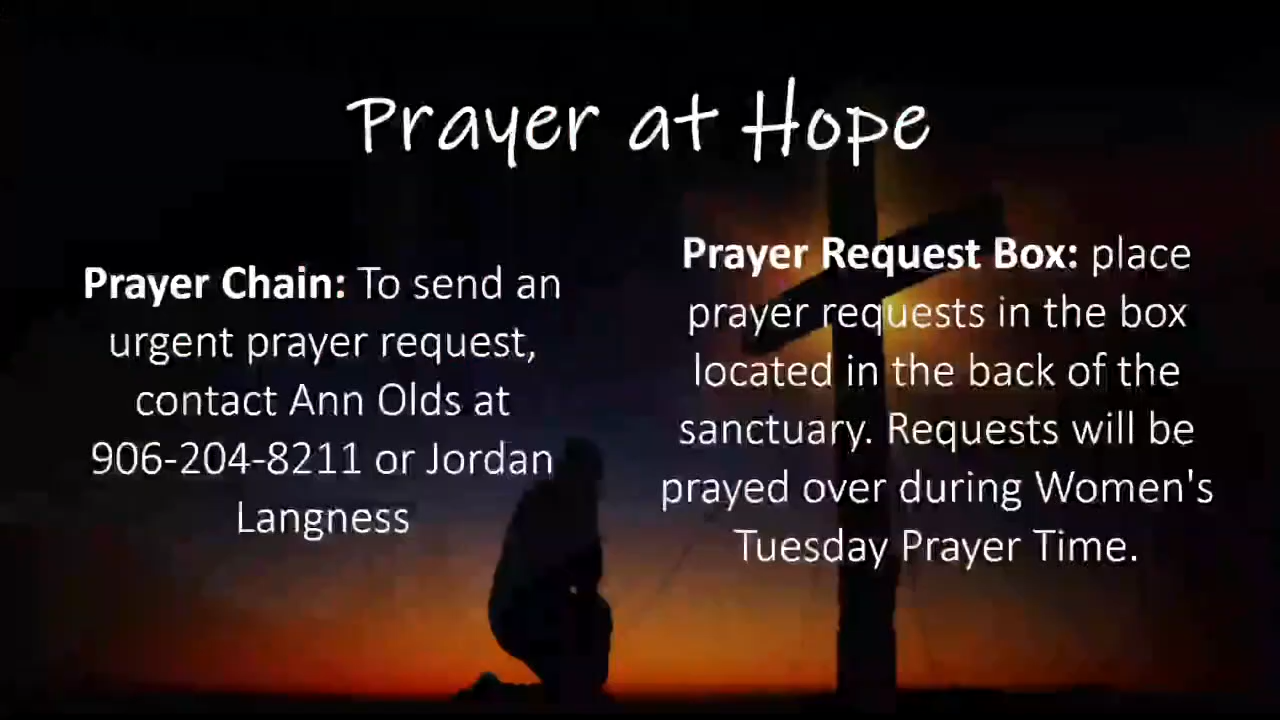 Prayer at Hope
Prayer Chain: To send an
urgent prayer request,
contact Ann Olds at
906-204-8211 or Jordan
Langness
Prayer Request Box: place
prayer requests in the box
located in the back of the
sanctuary. Requests will be
prayed over during Women's
Tuesday Prayer Time.